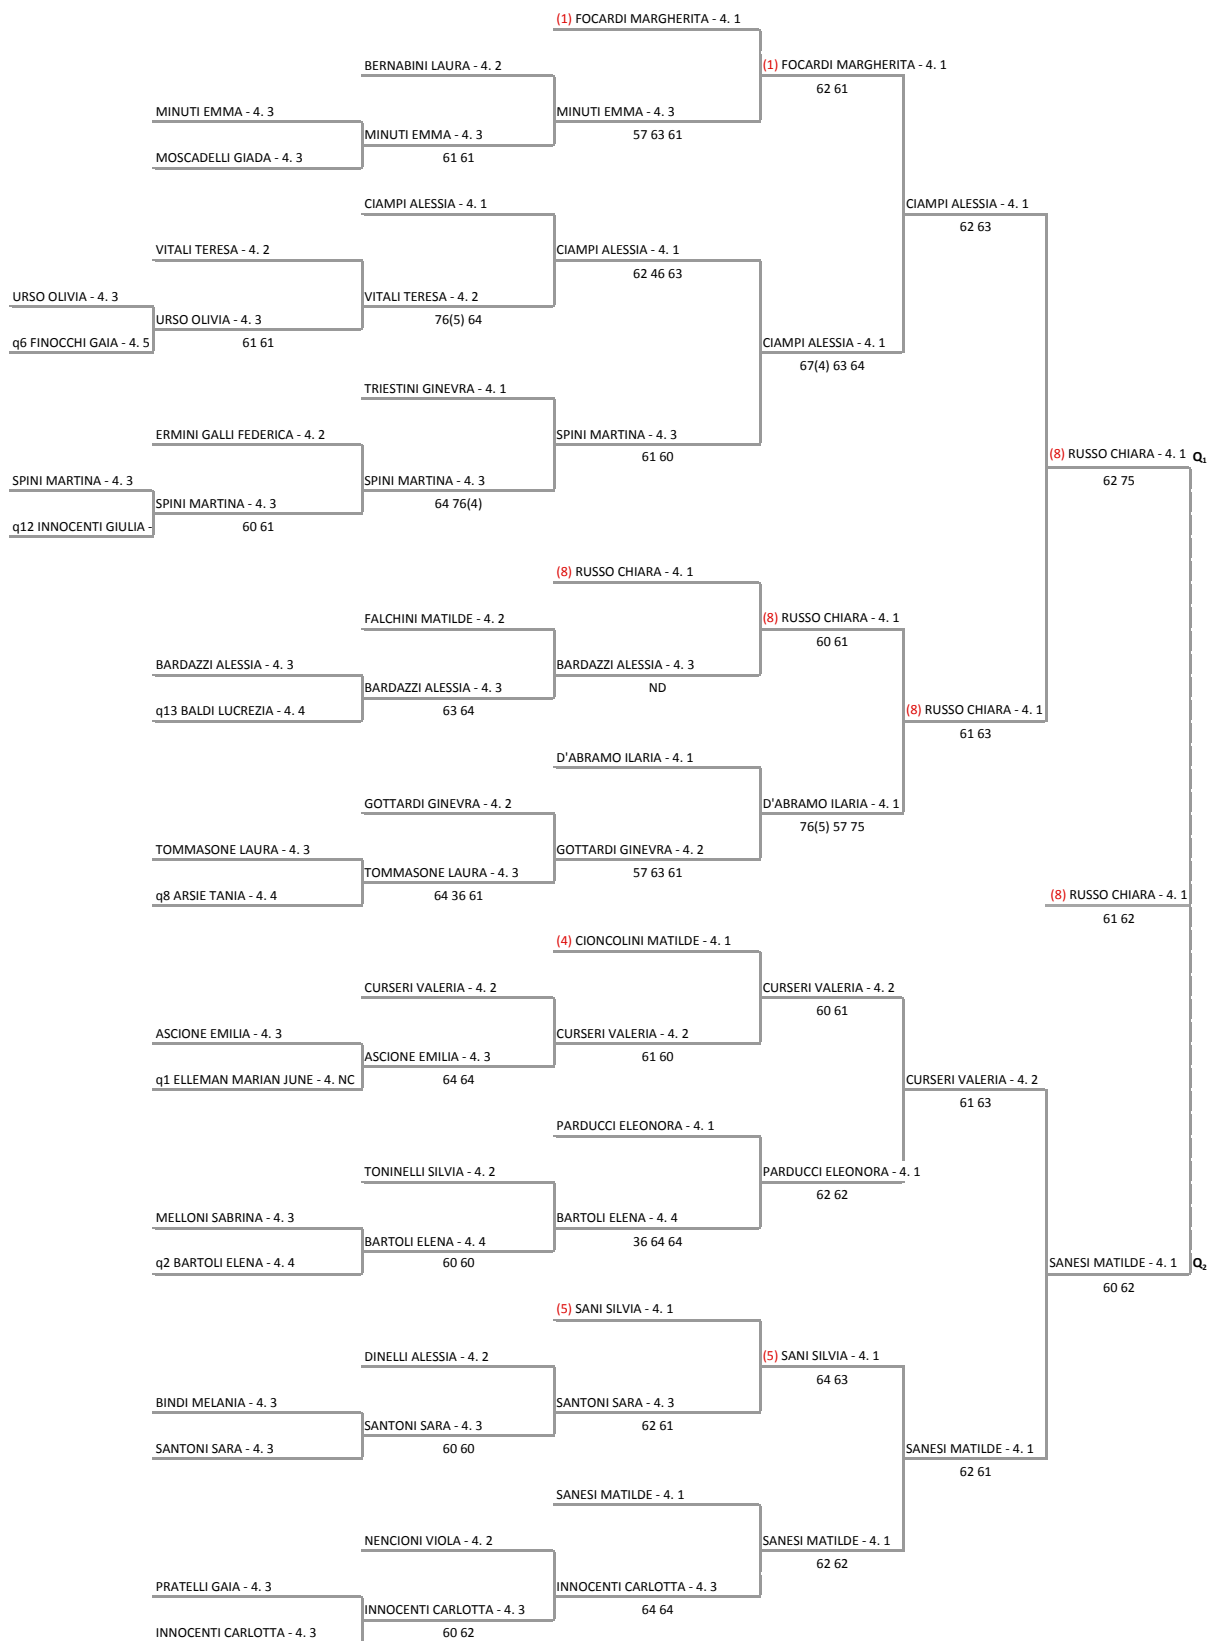 (1) FOCARDI MARGHERITA - 4. 1
BERNABINI LAURA - 4. 2
(1) FOCARDI MARGHERITA - 4. 1
62 61
MINUTI EMMA - 4. 3
MINUTI EMMA - 4. 3
MINUTI EMMA - 4. 3
57 63 61
MOSCADELLI GIADA - 4. 3
61 61
CIAMPI ALESSIA - 4. 1
CIAMPI ALESSIA - 4. 1
62 63
VITALI TERESA - 4. 2
CIAMPI ALESSIA - 4. 1
62 46 63
URSO OLIVIA - 4. 3
VITALI TERESA - 4. 2
76(5) 64
URSO OLIVIA - 4. 3
q6 FINOCCHI GAIA - 4. 5
61 61
CIAMPI ALESSIA - 4. 1
67(4) 63 64
TRIESTINI GINEVRA - 4. 1
ERMINI GALLI FEDERICA - 4. 2
SPINI MARTINA - 4. 3
61 60
(8) RUSSO CHIARA - 4. 1 Q1
62 75
SPINI MARTINA - 4. 3
SPINI MARTINA - 4. 3
64 76(4)
SPINI MARTINA - 4. 3
q12 INNOCENTI GIULIA -
60 61
(8) RUSSO CHIARA - 4. 1
FALCHINI MATILDE - 4. 2
(8) RUSSO CHIARA - 4. 1
60 61
BARDAZZI ALESSIA - 4. 3
BARDAZZI ALESSIA - 4. 3
BARDAZZI ALESSIA - 4. 3
ND
q13 BALDI LUCREZIA - 4. 4
63 64
(8) RUSSO CHIARA - 4. 1
61 63
D'ABRAMO ILARIA - 4. 1
GOTTARDI GINEVRA - 4. 2
D'ABRAMO ILARIA - 4. 1
76(5) 57 75
TOMMASONE LAURA - 4. 3
GOTTARDI GINEVRA - 4. 2
57 63 61
TOMMASONE LAURA - 4. 3
q8 ARSIE TANIA - 4. 4
64 36 61
(8) RUSSO CHIARA - 4. 1
61 62
(4) CIONCOLINI MATILDE - 4. 1
CURSERI VALERIA - 4. 2
CURSERI VALERIA - 4. 2
60 61
ASCIONE EMILIA - 4. 3
CURSERI VALERIA - 4. 2
61 60
ASCIONE EMILIA - 4. 3
q1 ELLEMAN MARIAN JUNE - 4. NC
64 64
CURSERI VALERIA - 4. 2
61 63
PARDUCCI ELEONORA - 4. 1
TONINELLI SILVIA - 4. 2
PARDUCCI ELEONORA - 4. 1
62 62
MELLONI SABRINA - 4. 3
BARTOLI ELENA - 4. 4
36 64 64
BARTOLI ELENA - 4. 4
q2 BARTOLI ELENA - 4. 4
60 60
SANESI MATILDE - 4. 1 Q2
60 62
(5) SANI SILVIA - 4. 1
DINELLI ALESSIA - 4. 2
(5) SANI SILVIA - 4. 1
64 63
BINDI MELANIA - 4. 3
SANTONI SARA - 4. 3
62 61
SANTONI SARA - 4. 3
SANTONI SARA - 4. 3
60 60
SANESI MATILDE - 4. 1
62 61
SANESI MATILDE - 4. 1
NENCIONI VIOLA - 4. 2
SANESI MATILDE - 4. 1
62 62
PRATELLI GAIA - 4. 3
INNOCENTI CARLOTTA - 4. 3
64 64
INNOCENTI CARLOTTA - 4. 3
INNOCENTI CARLOTTA - 4. 3
60 62